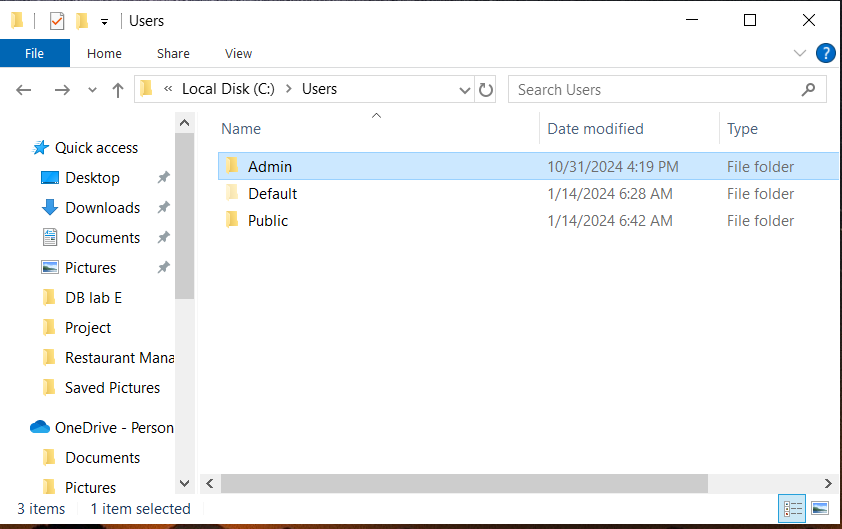 Users
File Home Share View
?
« Local Disk (C:) > Users
Search Users
Quick access
Desktop
Downloads
Documents
Pictures
DB lab E
Project
Restaurant Mana
Saved Pictures
OneDrive - Person
Documents
Pictures
Name Date modified Type
Admin 10/31/2024 4:19 PM File folder
Default 1/14/2024 6:28 AM File folder
Public 1/14/2024 6:42 AM File folder
3 items 1 item selected